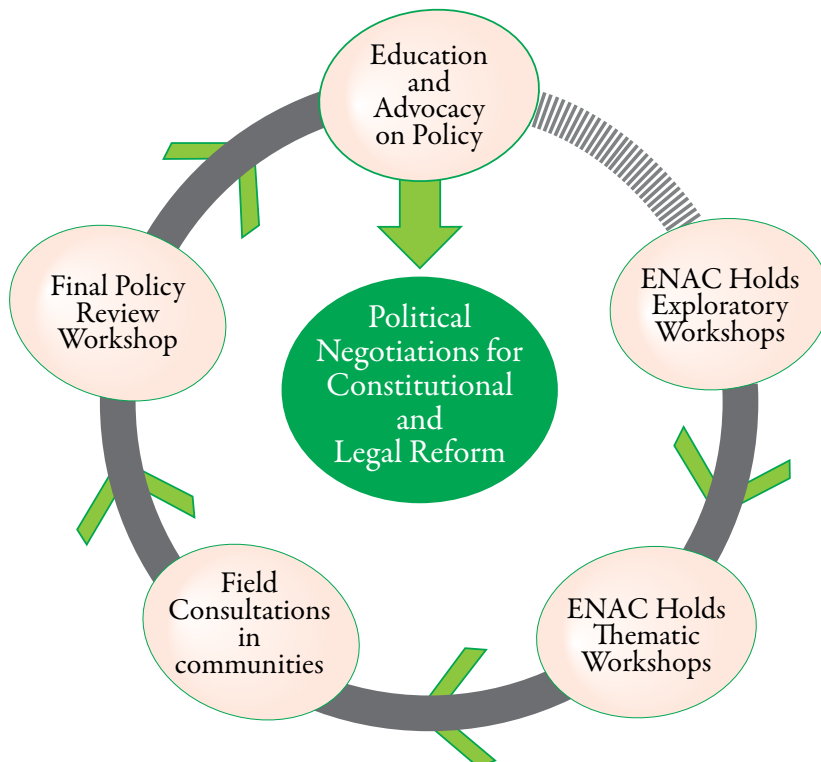 Education
and
Advocacy
on Policy
ENAC Holds
Exploratory
Workshops
ENAC Holds
Thematic
Workshops
Field
Consultations
in
communities
Final Policy
Review
Workshop
Political
Negotiations for
Constitutional
and
Legal Reform